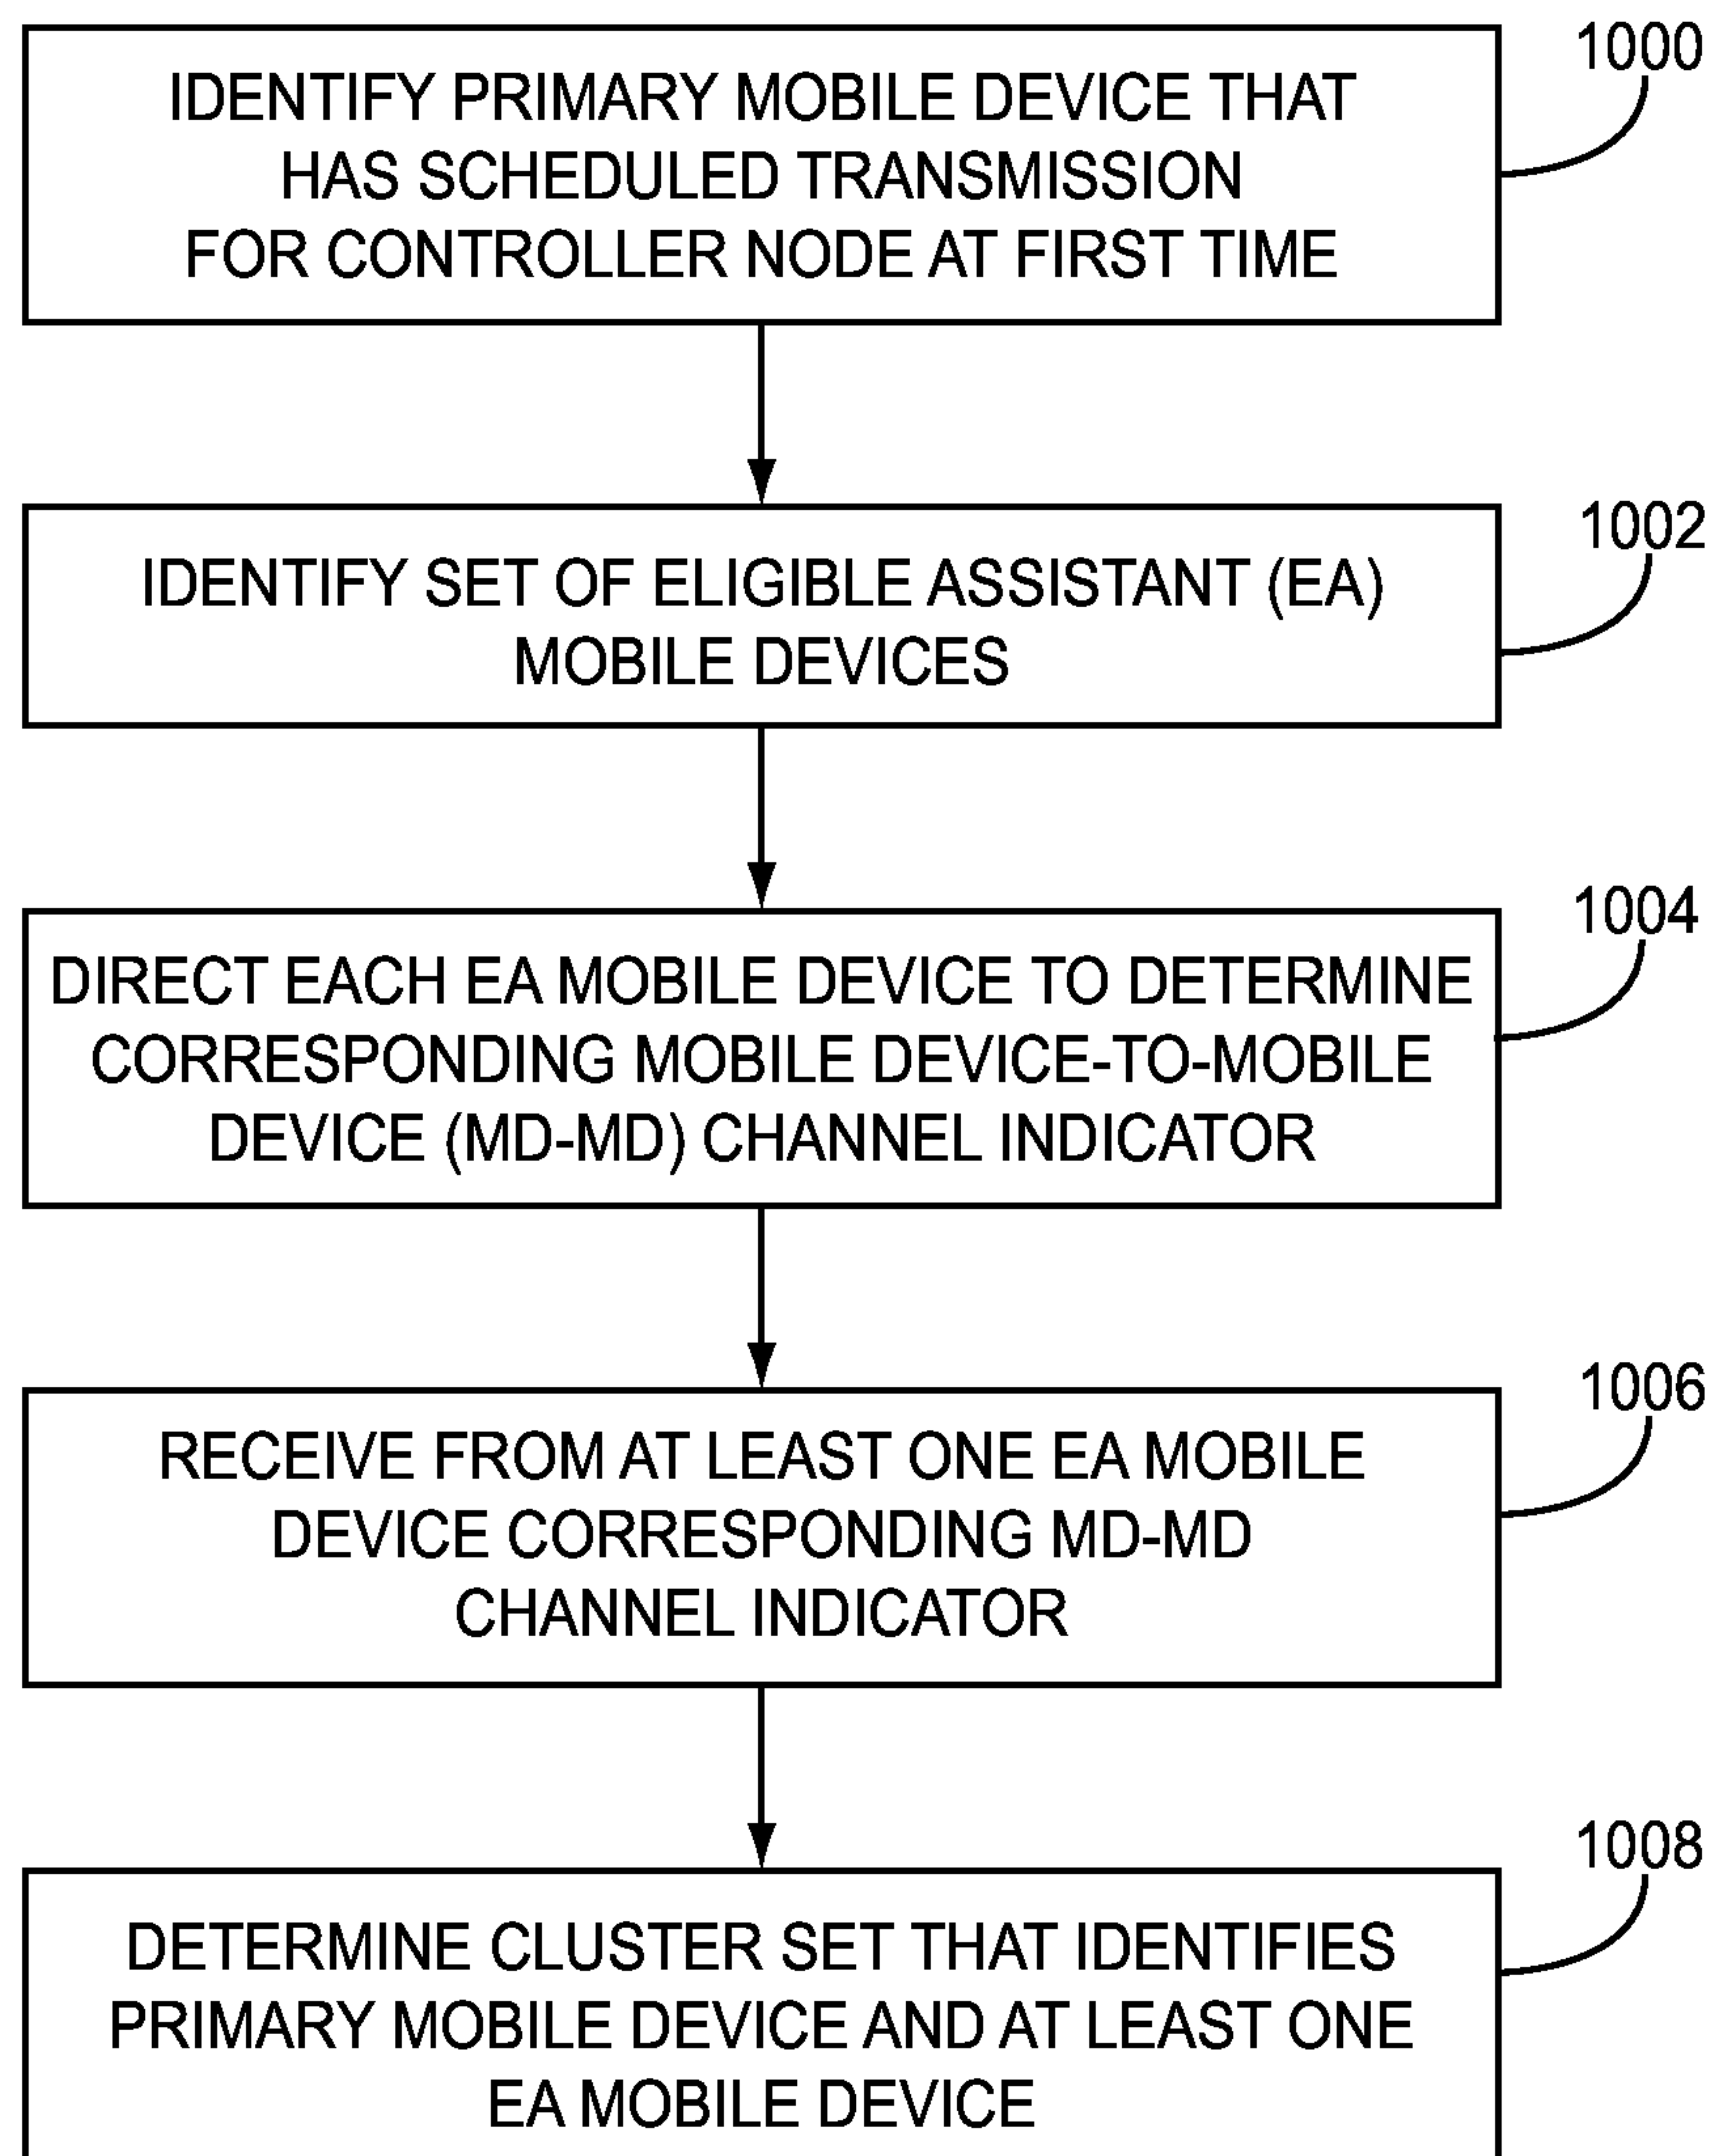 1000
IDENTIFY PRIMARY MOBILE DEVICE THAT
HAS SCHEDULED TRANSMISSION
FOR CONTROLLER NODE AT FIRST TIME
1002
IDENTIFY SET OF ELIGIBLE ASSISTANT (EA)
MOBILE DEVICES
1004
DIRECT EACH EA MOBILE DEVICE TO DETERMINE
CORRESPONDING MOBILE DEVICE-TO-MOBILE
DEVICE (MD-MD) CHANNEL INDICATOR
1006
RECEIVE FROM AT LEAST ONE EA MOBILE
DEVICE CORRESPONDING MD-MD
CHANNEL INDICATOR
1008
DETERMINE CLUSTER SET THAT IDENTIFIES
PRIMARY MOBILE DEVICE AND AT LEAST ONE
EA MOBILE DEVICE